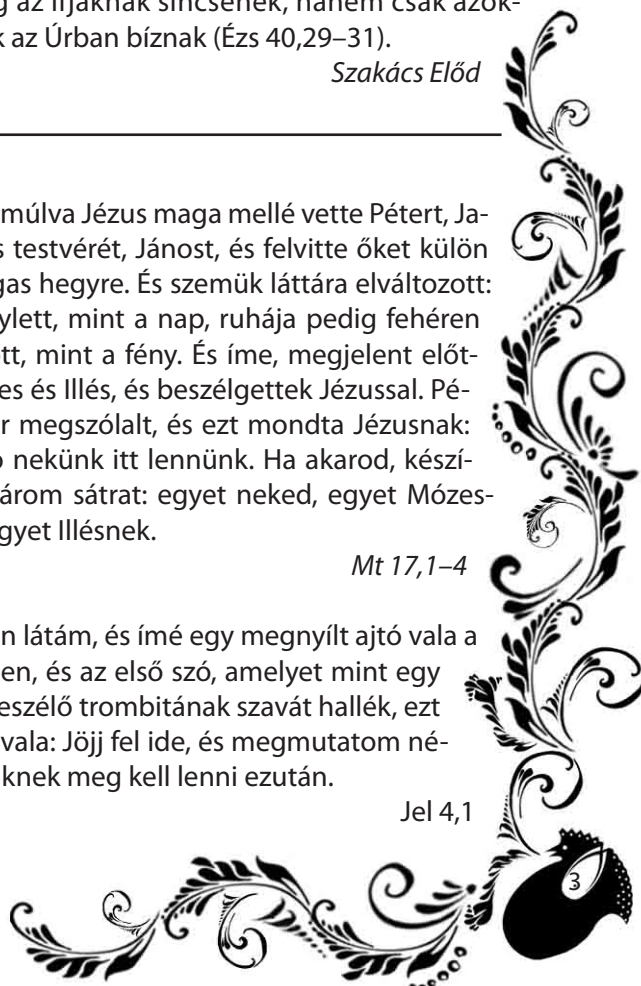 az ifjaknak sincsenek, hanem csak azok-
az Úrban bíznak (Ézs 40,29–31).
Szakács Előd
múlva Jézus maga mellé vette Pétert, Ja-
testvérét, Jánost, és felvitte őket külön
gas hegyre. És szemük láttára elváltozott:
ylett, mint a nap, ruhája pedig fehéren
tt, mint a fény. És íme, megjelent előt-
es és Illés, és beszélgettek Jézussal. Pé-
r megszólalt, és ezt mondta Jézusnak:
ó nekünk itt lennünk. Ha akarod, készí-
árom sátrat: egyet neked, egyet Mózes-
gyet Illésnek.
Mt 17,1–4
n látám, és ímé egy megnyílt ajtó vala a
en, és az első szó, amelyet mint egy
eszélő trombitának szavát hallék, ezt
vala: Jöjj fel ide, és megmutatom né-
knek meg kell lenni ezután.
Jel 4,1
3